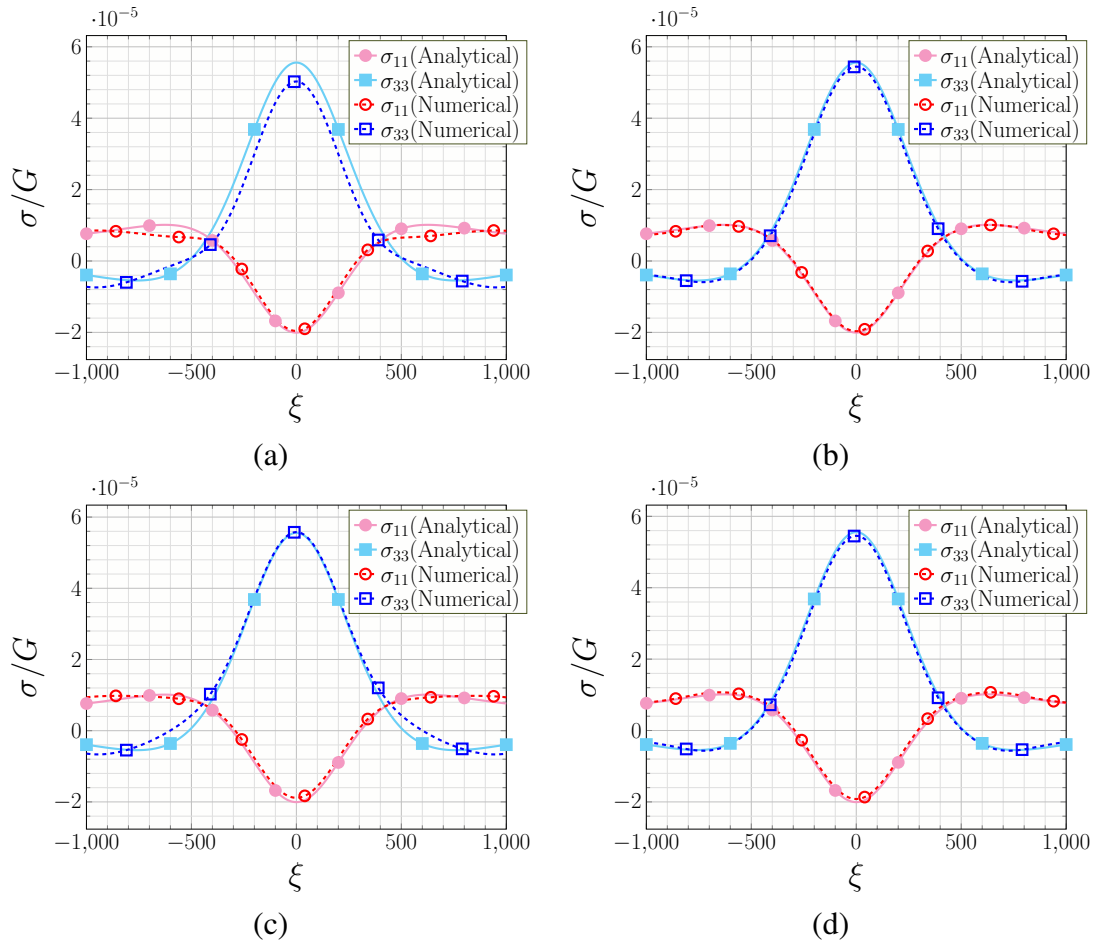 ·10⁻⁵
6
4
2
0
−2
σ/G
−1,000 −500 0 500 1,000
ξ
σ₁₁(Analytical)
σ₃₃(Analytical)
σ₁₁(Numerical)
σ₃₃(Numerical)
(a)
·10⁻⁵
6
4
2
0
−2
σ/G
−1,000 −500 0 500 1,000
ξ
σ₁₁(Analytical)
σ₃₃(Analytical)
σ₁₁(Numerical)
σ₃₃(Numerical)
(b)
·10⁻⁵
6
4
2
0
−2
σ/G
−1,000 −500 0 500 1,000
ξ
σ₁₁(Analytical)
σ₃₃(Analytical)
σ₁₁(Numerical)
σ₃₃(Numerical)
(c)
·10⁻⁵
6
4
2
0
−2
σ/G
−1,000 −500 0 500 1,000
ξ
σ₁₁(Analytical)
σ₃₃(Analytical)
σ₁₁(Numerical)
σ₃₃(Numerical)
(d)